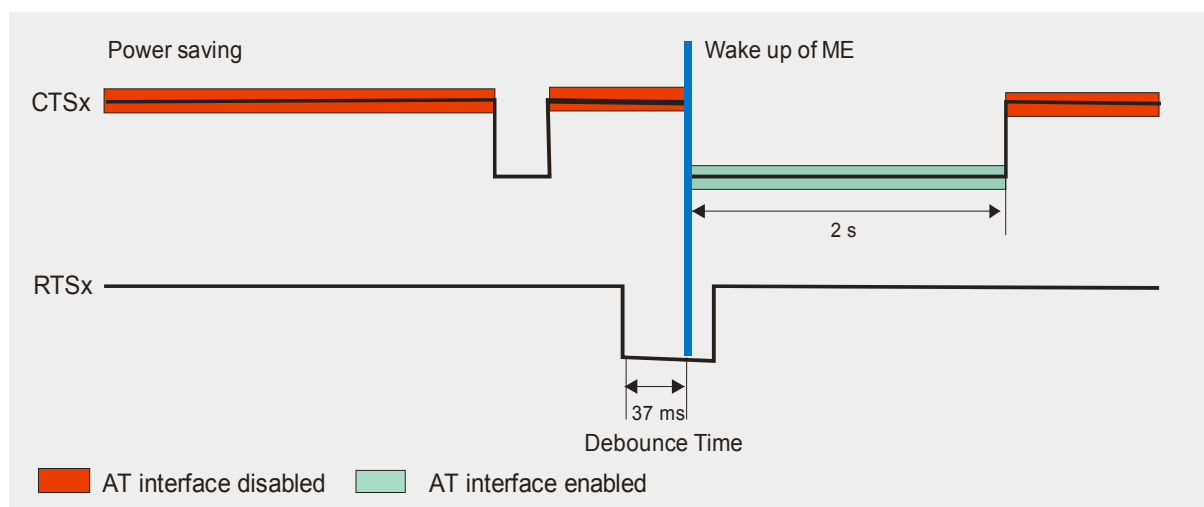 Power saving
Wake up of ME
CTSx
2 s
RTSx
37 ms
Debounce Time
AT interface disabled
AT interface enabled